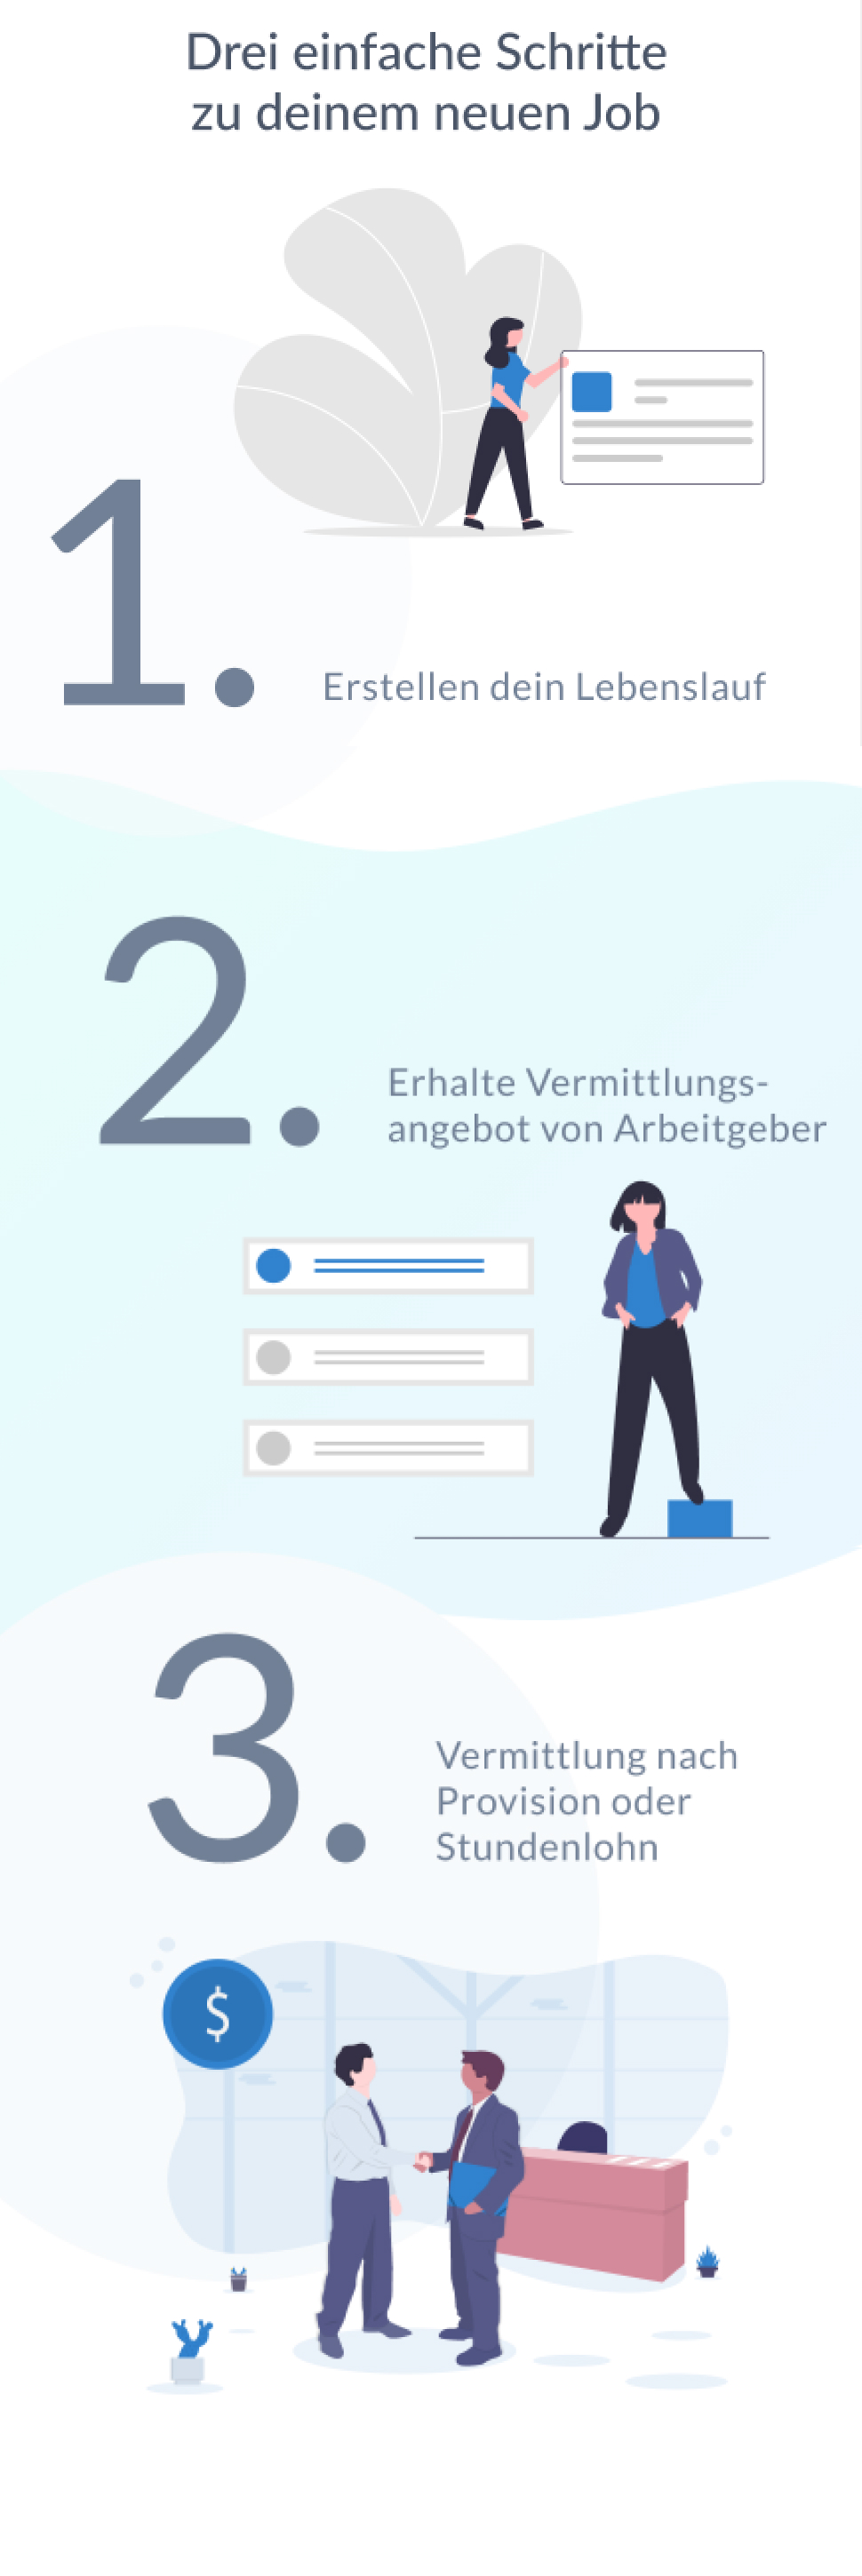 Drei einfache Schritte
zu deinem neuen Job
1.
Erstellen dein Lebenslauf
2.
Erhalte Vermittlungs-
angebot von Arbeitgeber
3.
Vermittlung nach
Provision oder
Stundenlohn
$